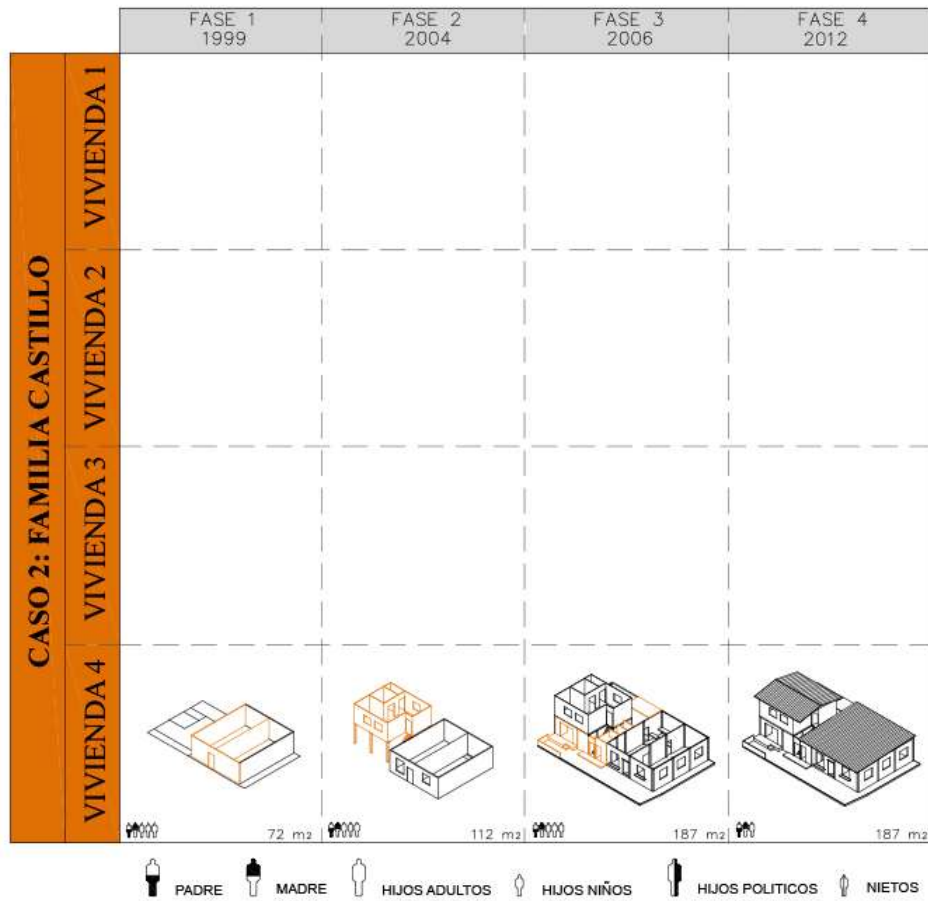 FASE 1
1999
FASE 2
2004
FASE 3
2006
FASE 4
2012
CASO 2: FAMILIA CASTILLO
VIVIENDA 1
VIVIENDA 2
VIVIENDA 3
VIVIENDA 4
72 m2
112 m2
187 m2
187 m2
PADRE
MADRE
HIJOS ADULTOS
HIJOS NIÑOS
HIJOS POLITICOS
NIETOS